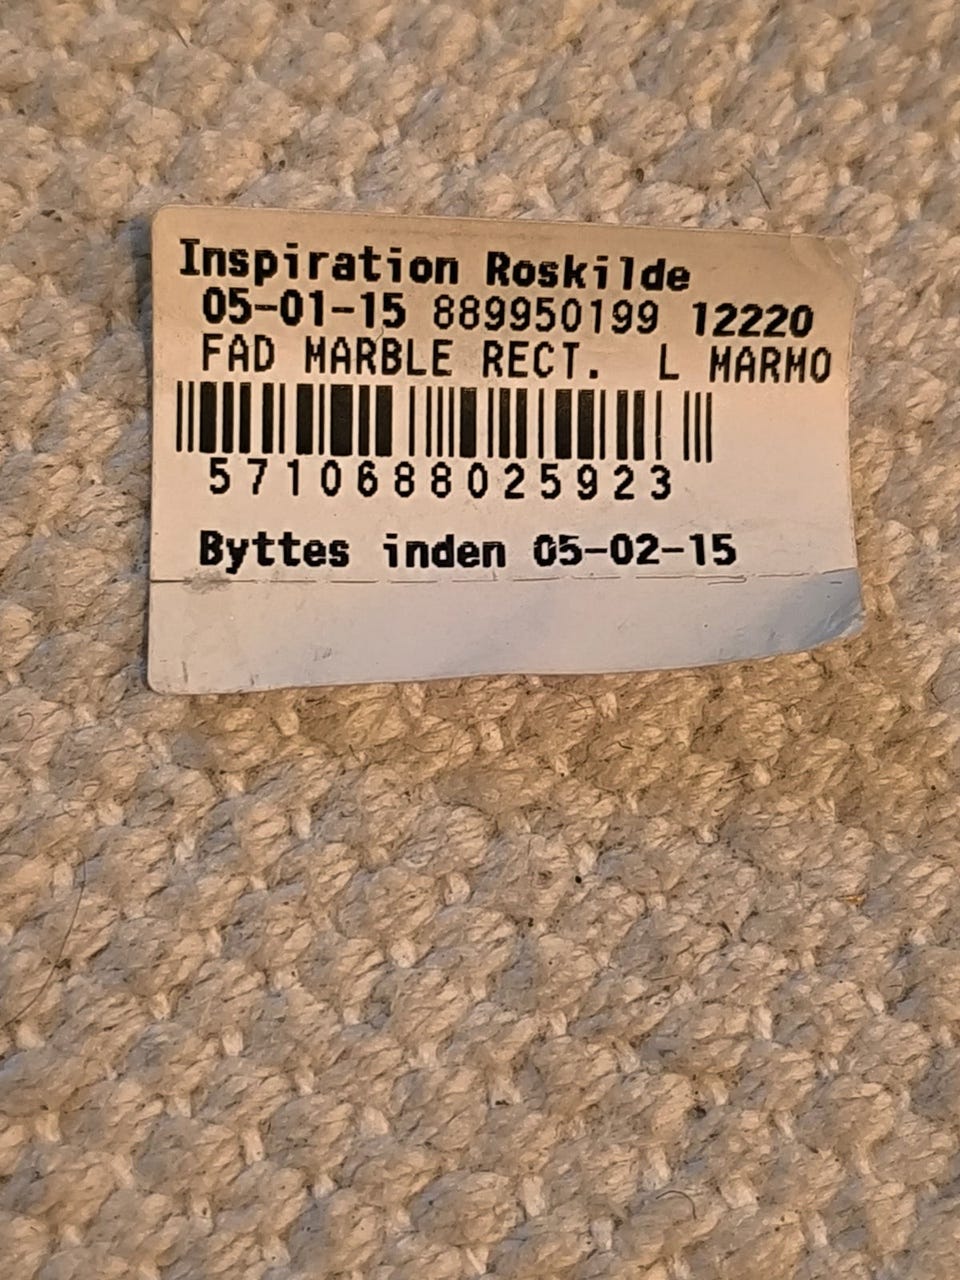 Inspiration Roskilde
05-01-15 889950199 12220
FAD MARBLE RECT. L MARMO
5710688025923
Byttes inden 05-02-15